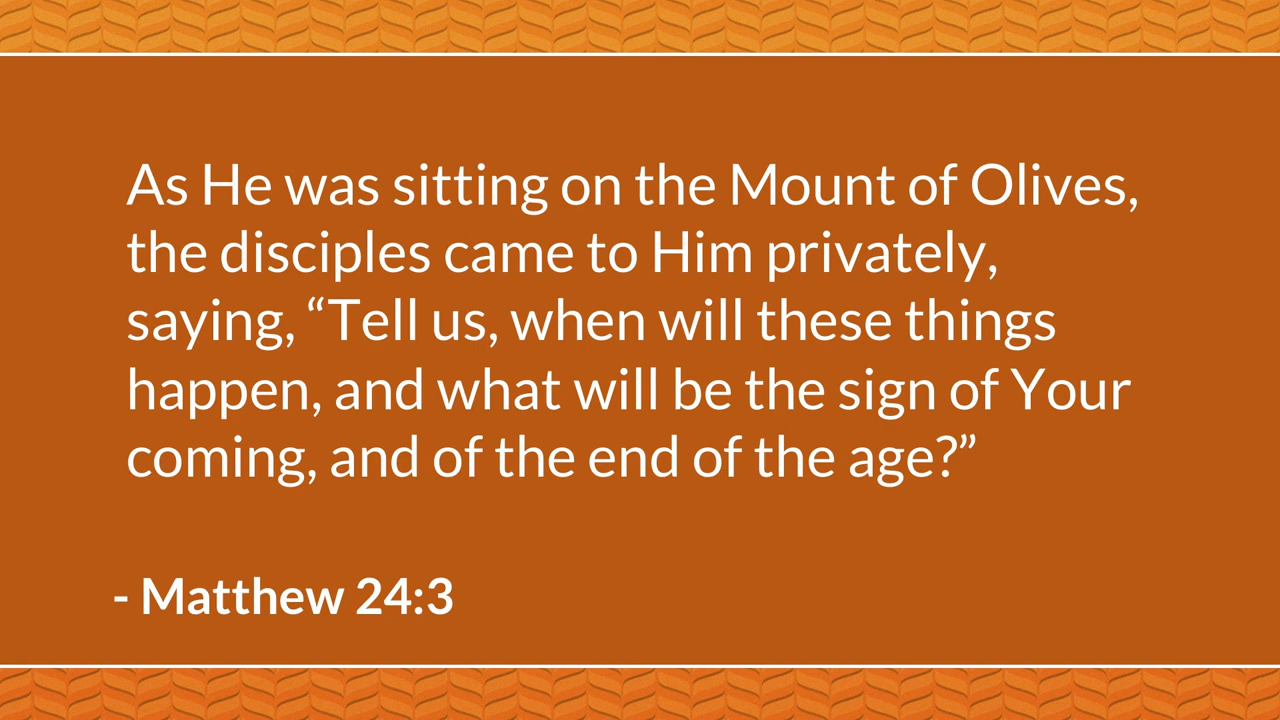 As He was sitting on the Mount of Olives,
the disciples came to Him privately,
saying, “Tell us, when will these things
happen, and what will be the sign of Your
coming, and of the end of the age?”
- Matthew 24:3